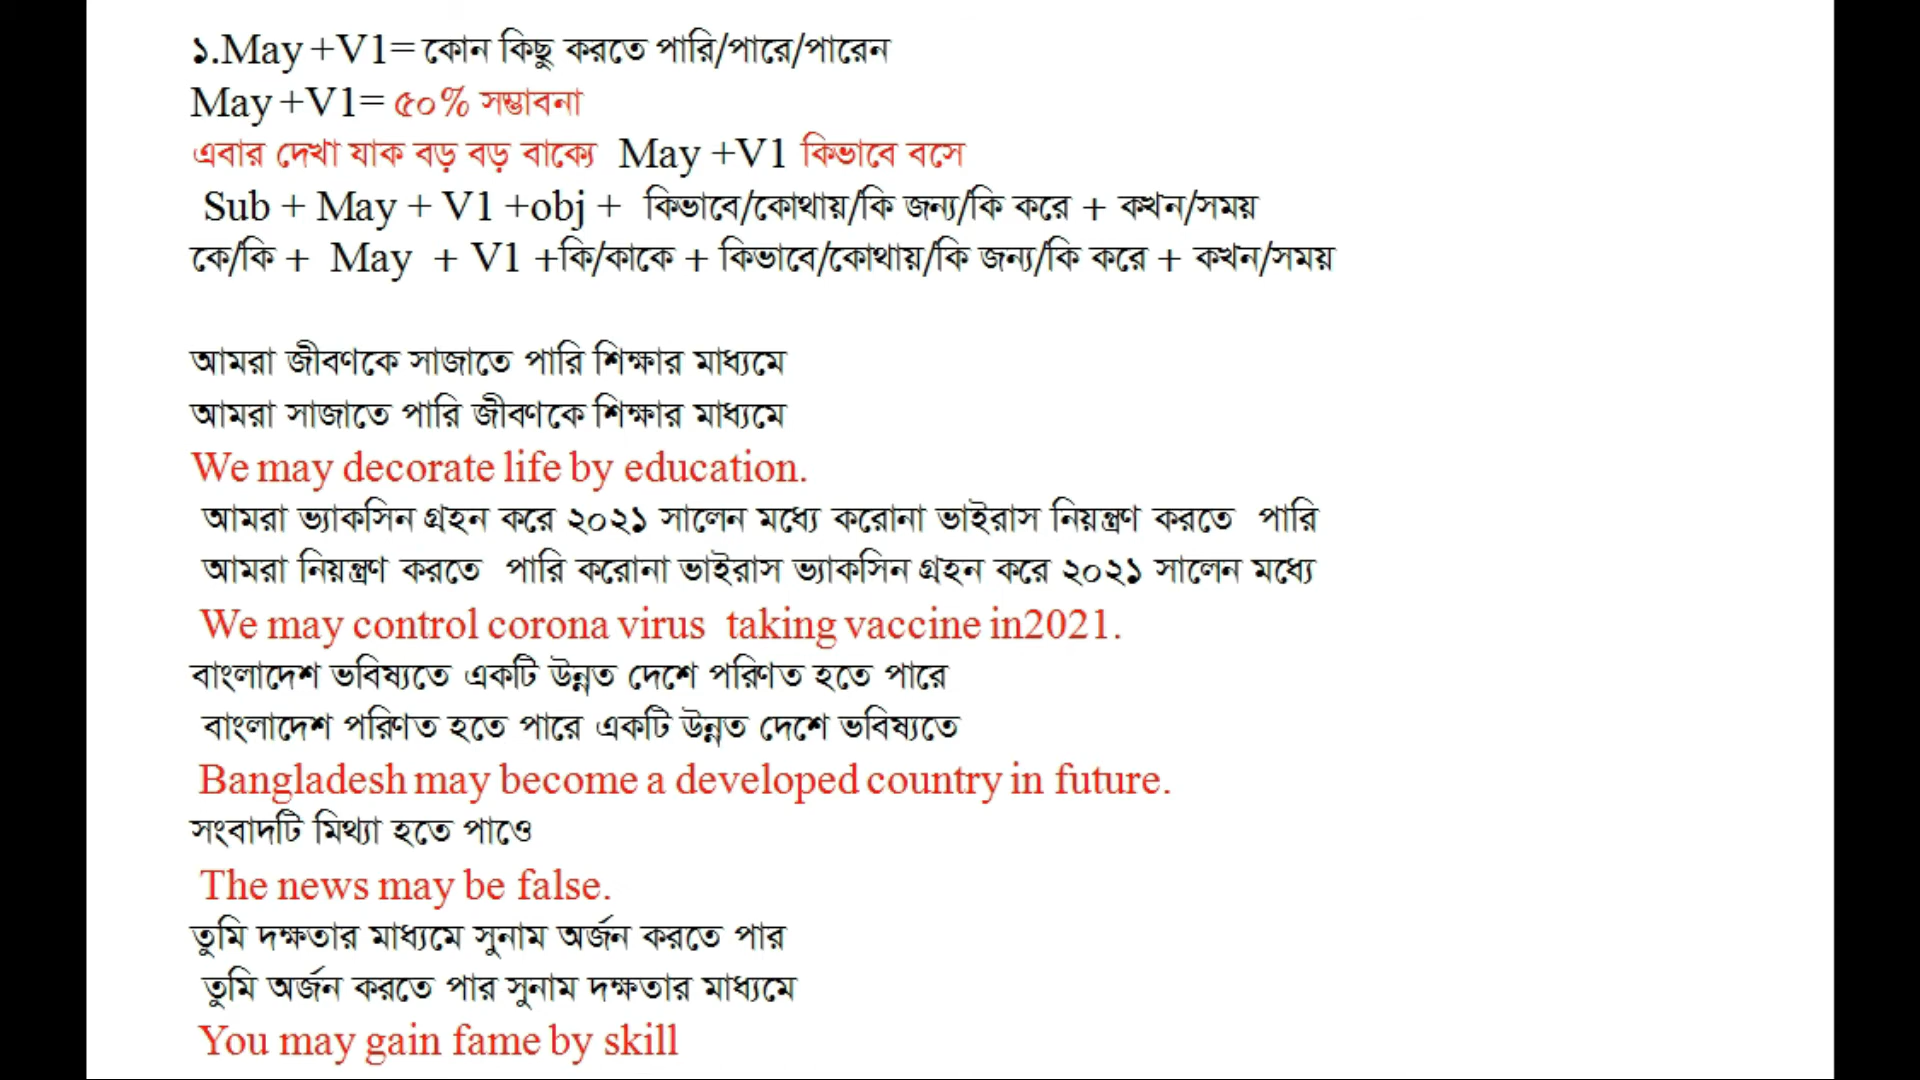 ১.May +V1= কোন কিছু করতে পারি/পারে/পারেন
May +V1= ৫০% সম্ভাবনা
এবার দেখা যাক বড় বড় বাক্যে May +V1 কিভাবে বসে
Sub + May + V1 +obj + কিভাবে/কোথায়/কি জন্য/কি করে + কখন/সময়
কে/কি + May + V1 +কি/কাকে + কিভাবে/কোথায়/কি জন্য/কি করে + কখন/সময়
আমরা জীবণকে সাজাতে পারি শিক্ষার মাধ্যমে
আমরা সাজাতে পারি জীবণকে শিক্ষার মাধ্যমে
We may decorate life by education.
আমরা ভ্যাকসিন গ্রহন করে ২০২১ সালেন মধ্যে করোনা ভাইরাস নিয়ন্ত্রণ করতে পারি
আমরা নিয়ন্ত্রণ করতে পারি করোনা ভাইরাস ভ্যাকসিন গ্রহন করে ২০২১ সালেন মধ্যে
We may control corona virus taking vaccine in2021.
বাংলাদেশ ভবিষ্যতে একটি উন্নত দেশে পরিণত হতে পারে
বাংলাদেশ পরিণত হতে পারে একটি উন্নত দেশে ভবিষ্যতে
Bangladesh may become a developed country in future.
সংবাদটি মিথ্যা হতে পাওে
The news may be false.
তুমি দক্ষতার মাধ্যমে সুনাম অর্জন করতে পার
তুমি অর্জন করতে পার সুনাম দক্ষতার মাধ্যমে
You may gain fame by skill